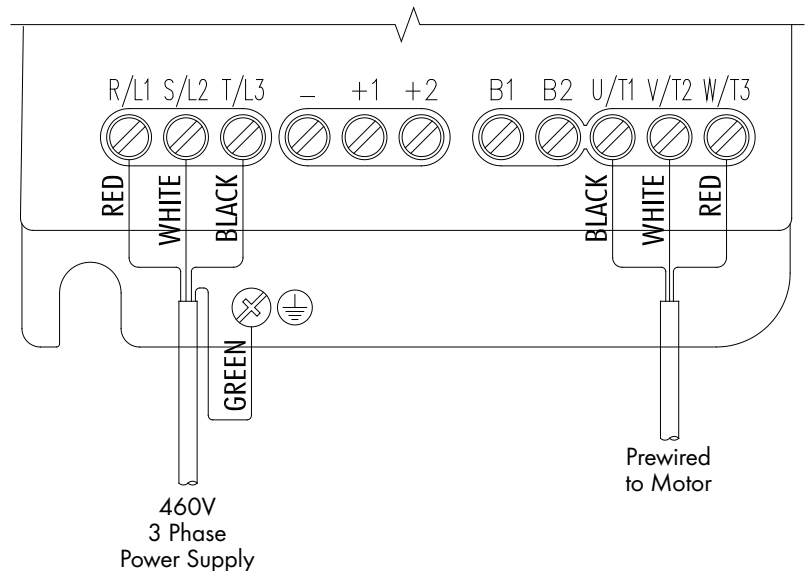 R/L1 S/L2 T/L3 – +1 +2 B1 B2 U/T1 V/T2 W/T3
RED
WHITE
BLACK
BLACK
WHITE
RED
GREEN
460V
3 Phase
Power Supply
Prewired
to Motor